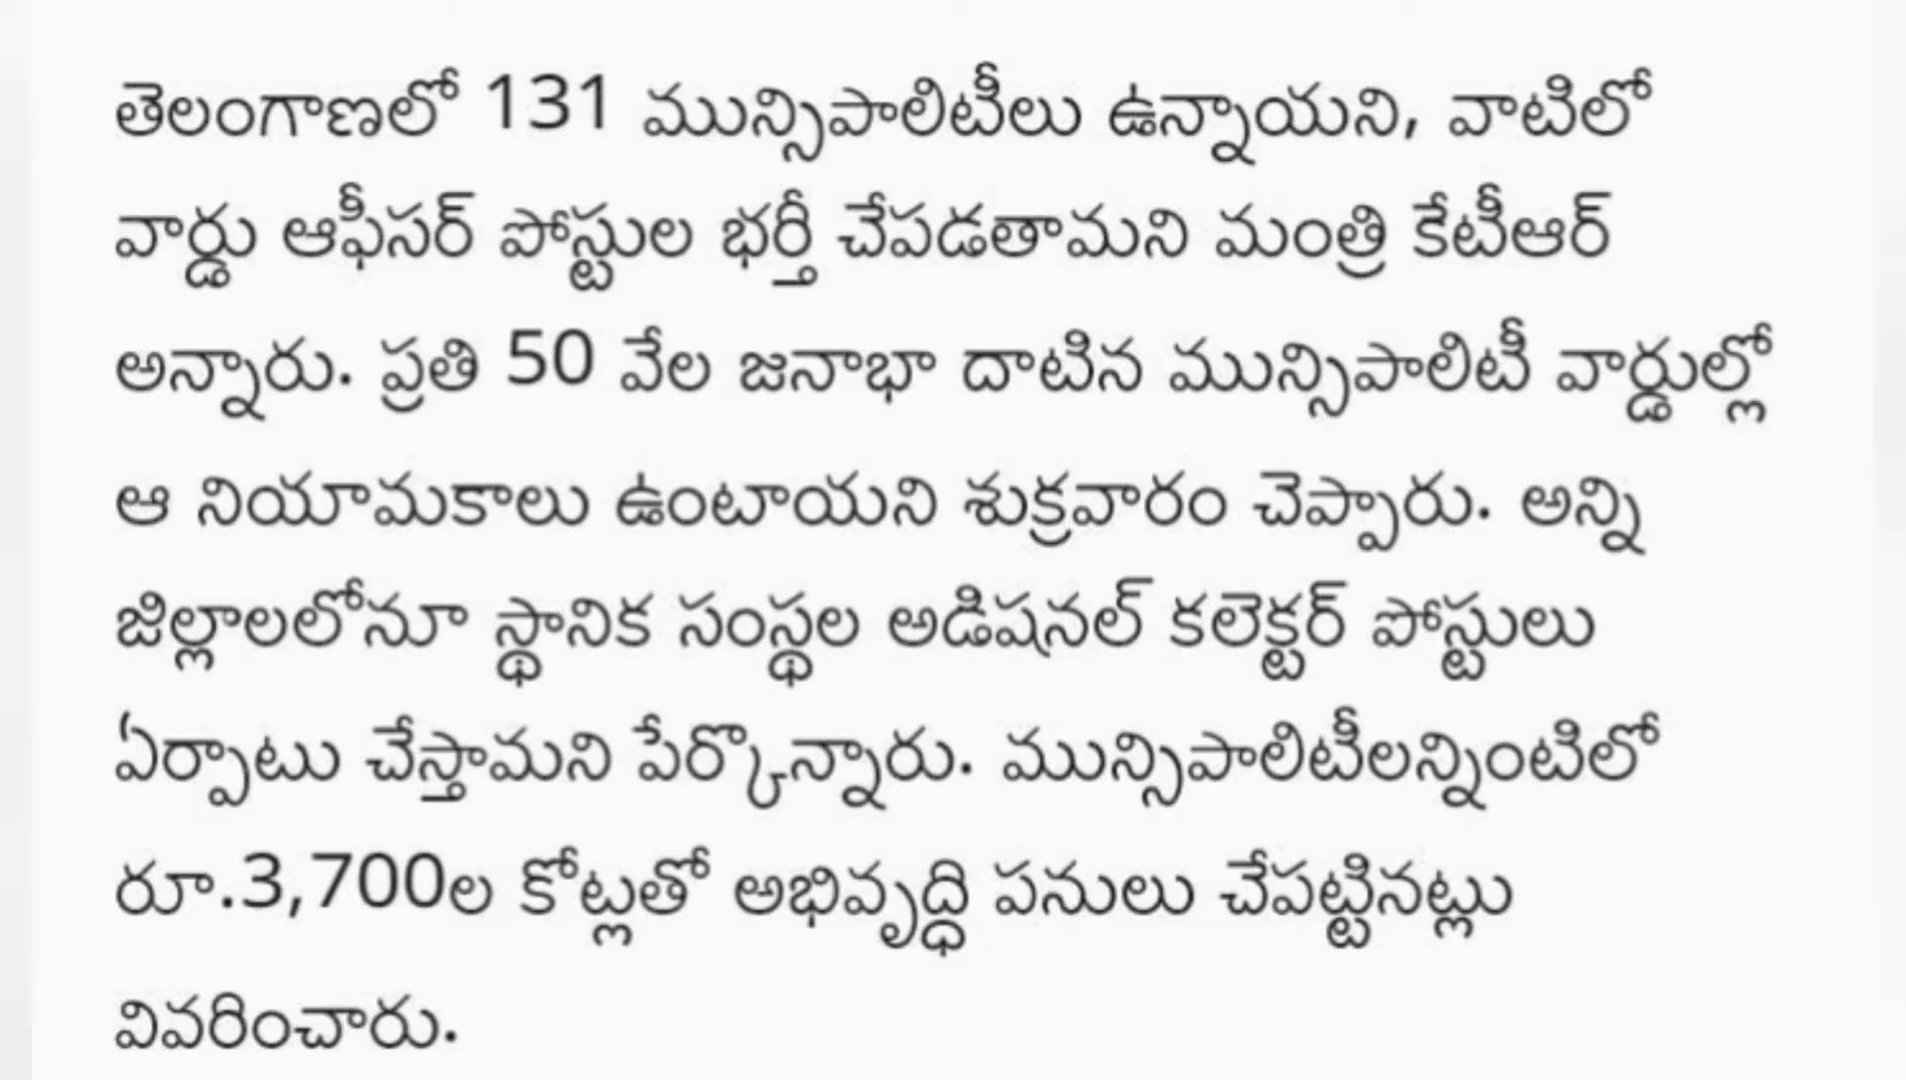 తెలంగాణలో 131 మున్సిపాలిటీలు ఉన్నాయని, వాటిలో
వార్డు ఆఫీసర్ పోస్టుల భర్తీ చేపడతామని మంత్రి కేటీఆర్
అన్నారు. ప్రతి 50 వేల జనాభా దాటిన మున్సిపాలిటీ వార్డుల్లో
ఆ నియామకాలు ఉంటాయని శుక్రవారం చెప్పారు. అన్ని
జిల్లాలలోనూ స్థానిక సంస్థల అడిషనల్ కలెక్టర్ పోస్టులు
ఏర్పాటు చేస్తామని పేర్కొన్నారు. మున్సిపాలిటీలన్నింటిలో
రూ.3,700ల కోట్లతో అభివృద్ధి పనులు చేపట్టినట్లు
వివరించారు.